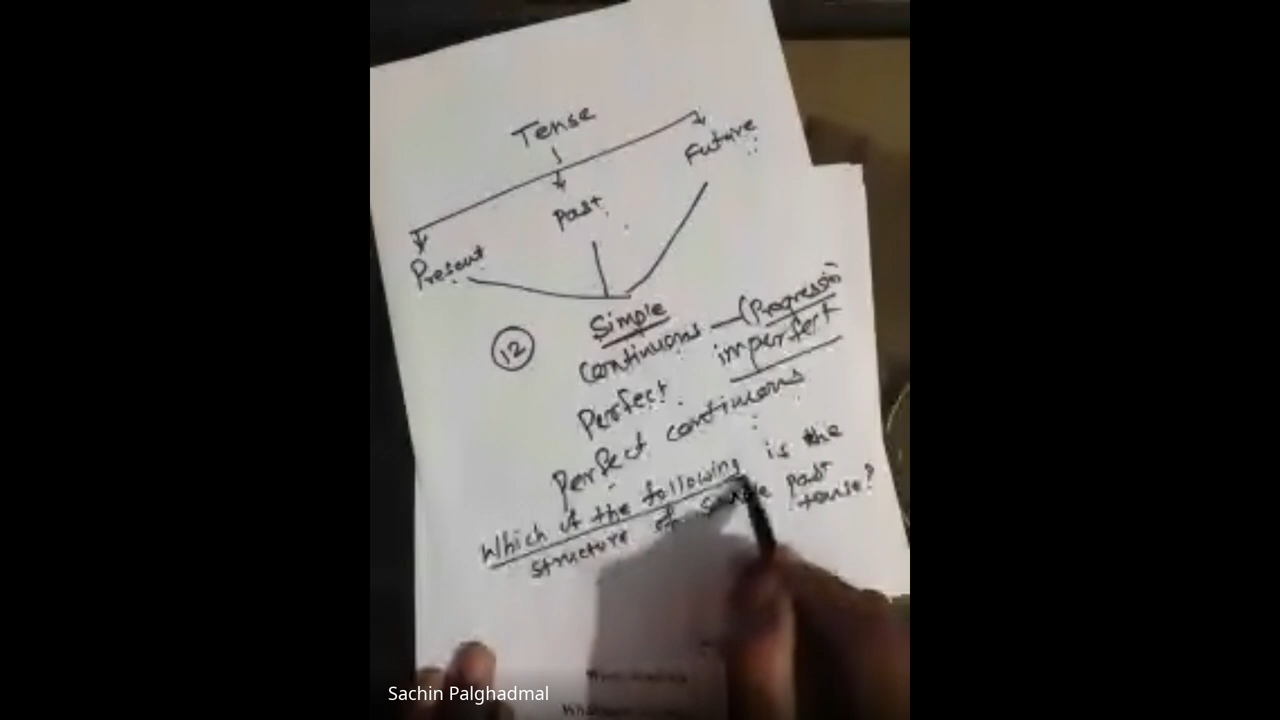 Tense
Present
Past
Future
Simple
12
continuous - (Progressiv
imperfect
Perfect
Perfect continuous
Which of the following is the
structure of simple past
tense?
Sachin Palghadmal